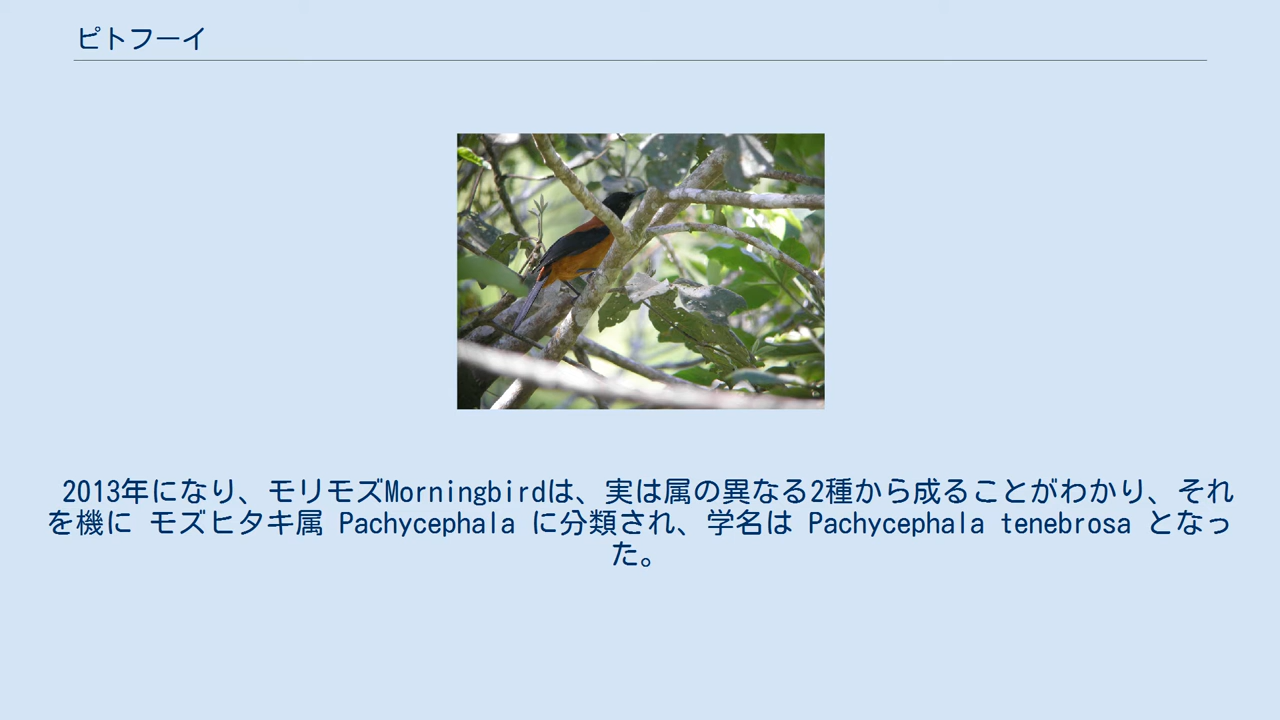 ピトフーイ
2013年になり、モリモズMorningbirdは、実は属の異なる2種から成ることがわかり、それ
を機に モズヒタキ属 Pachycephala に分類され、学名は Pachycephala tenebrosa となっ
た。